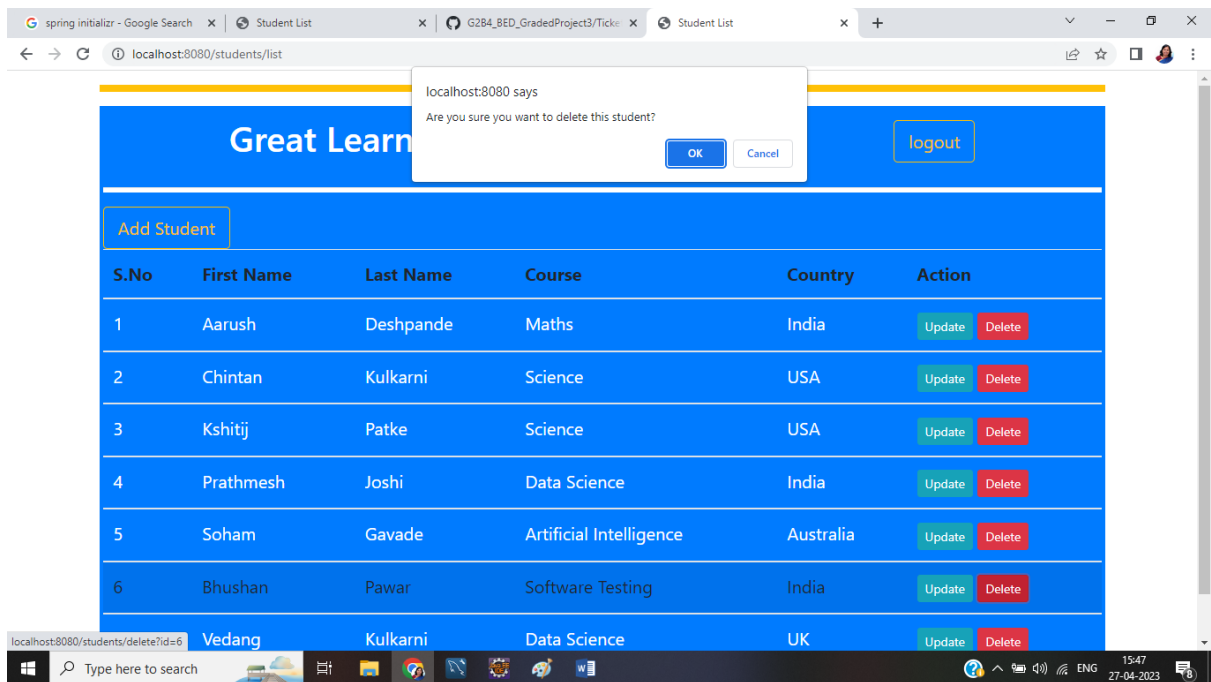 spring initializr - Google Search Student List G2B4_BED_GradedProject3/Ticke Student List
localhost:8080/students/list
localhost:8080 says
Are you sure you want to delete this student?
OK Cancel
Great Learn
logout
Add Student
S.No First Name Last Name Course Country Action
1 Aarush Deshpande Maths India Update Delete
2 Chintan Kulkarni Science USA Update Delete
3 Kshitij Patke Science USA Update Delete
4 Prathmesh Joshi Data Science India Update Delete
5 Soham Gavade Artificial Intelligence Australia Update Delete
6 Bhushan Pawar Software Testing India Update Delete
Vedang Kulkarni Data Science UK Update Delete
localhost:8080/students/delete?id=6
Type here to search W ENG 15:47
27-04-2023 8